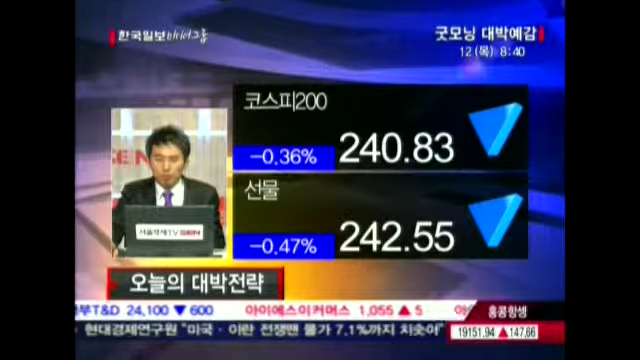 한국일보미디어그룹
굿모닝 대박예감
12(목) 8:40
코스피200
-0.36% 240.83
SEN
선물
-0.47% 242.55
서울경제TV SEN
오늘의 대박전략
T&D 24,100 ▼ 600 아이에스이커머스 1,055 ▲ 5 홍콩항셍
현대경제연구원 "미국·이란 전쟁땐 물가 7.1%까지 치솟아" 19151.94 ▲147.66